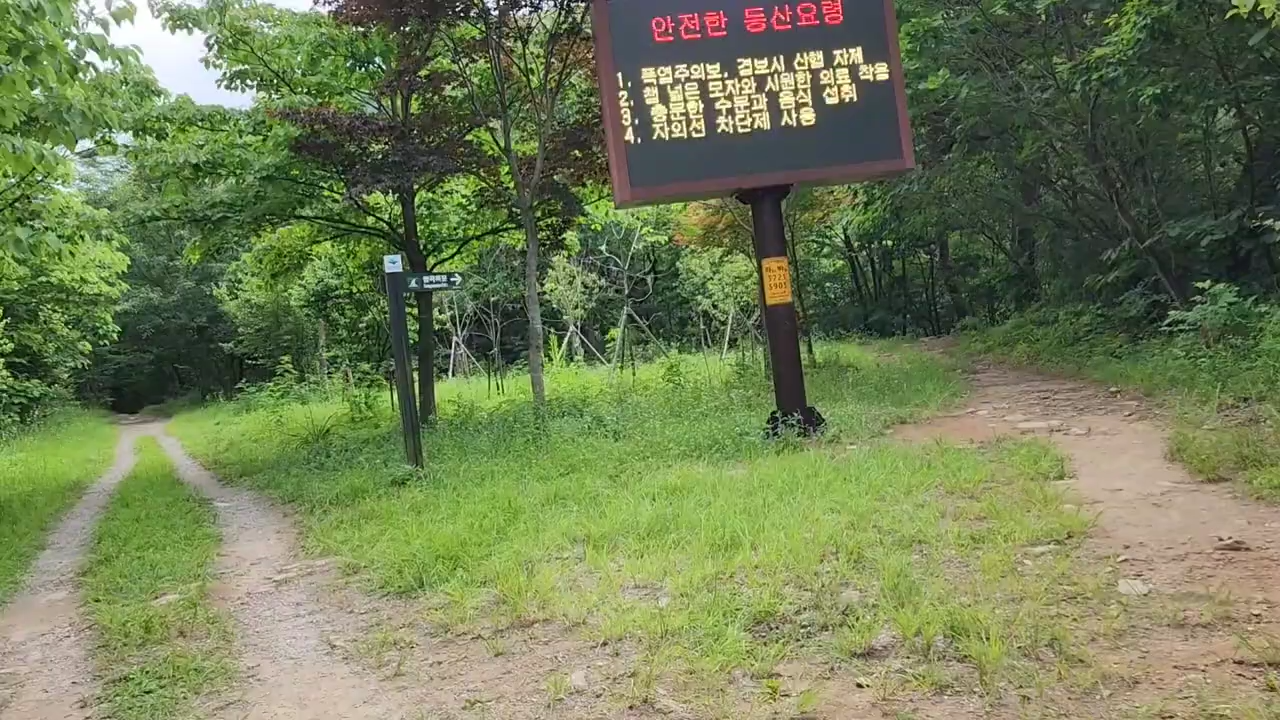 안전한 등산요령
1. 폭염주의보, 경보시 산행 자제
2. 챙 넓은 모자와 시원한 의료 착용
3. 충분한 수분과 음식 섭취
4. 자외선 차단제 사용
5725
5905